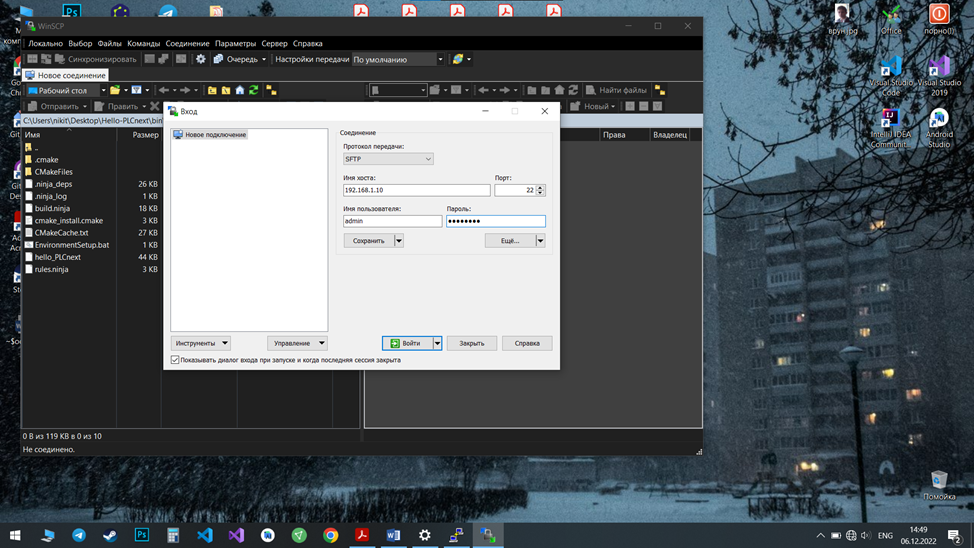 WinSCP
Локально Выбор Файлы Команды Соединение Параметры Сервер Справка
Синхронизировать Очередь Настройки передачи По умолчанию
Новое соединение
Рабочий стол Найти файлы
Отправить Править Новый
C:\Users\nikit\Desktop\Hello-PLCnext\bin
Имя Размер Права Владелец
..
.cmake
CMakeFiles
.ninja_deps 26 KB
.ninja_log 1 KB
build.ninja 18 KB
cmake_install.cmake 3 KB
CMakeCache.txt 27 KB
EnvironmentSetup.bat 1 KB
hello_PLCnext 44 KB
rules.ninja 3 KB
0 B из 119 KB в 0 из 10
Не соединено.
Вход
Новое подключение
Соединение
Протокол передачи:
SFTP
Имя хоста: Порт:
192.168.1.10 22
Имя пользователя: Пароль:
admin ••••••••
Сохранить Ещё...
Инструменты Управление Войти Закрыть Справка
Показывать диалог входа при запуске и когда последняя сессия закрыта
врун.jpg
Office
порно())
Visual Studio
Code
Visual Studio
2019
IntelliJ IDEA
Communit...
Android
Studio
Помойка
ENG
14:49
06.12.2022
2